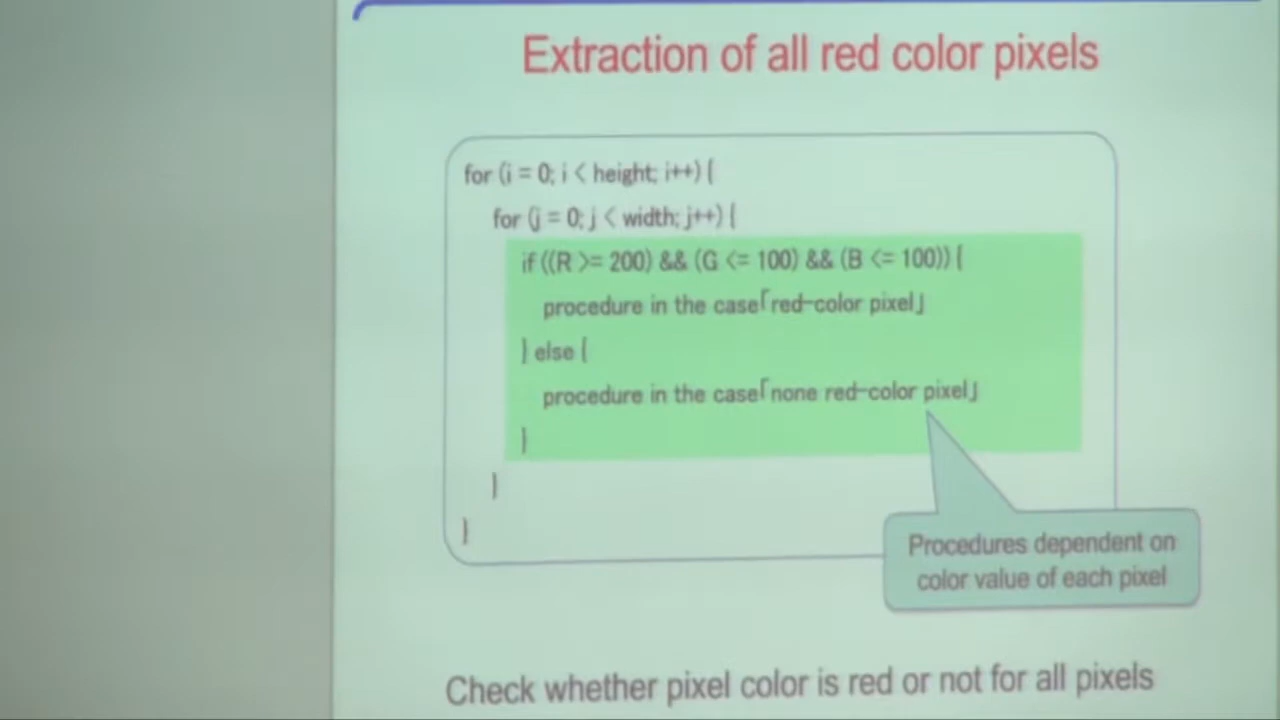 Extraction of all red color pixels
for (i = 0; i < height; i++) {
for (j = 0; j < width; j++) {
if ((R >= 200) && (G <= 100) && (B <= 100)) {
procedure in the case「red-color pixel」
} else {
procedure in the case「none red-color pixel」
}
}
}
Procedures dependent on
color value of each pixel
Check whether pixel color is red or not for all pixels